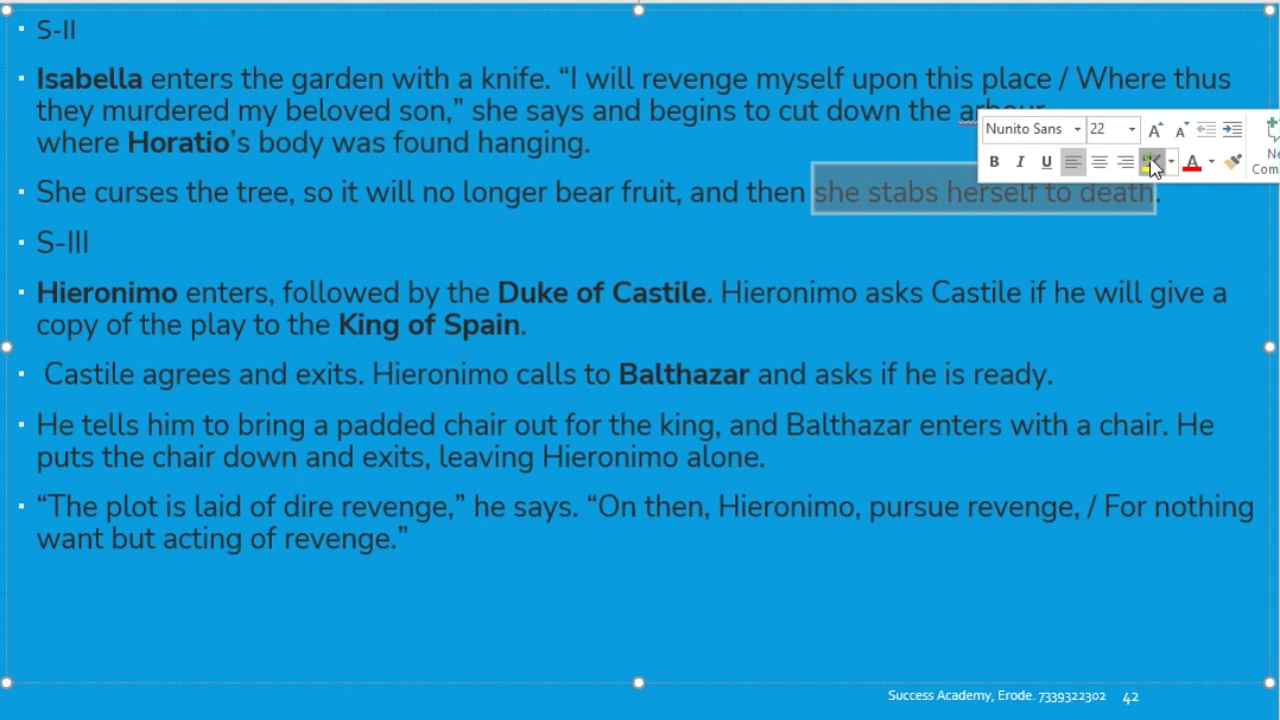 S-II
Isabella enters the garden with a knife. “I will revenge myself upon this place / Where thus
they murdered my beloved son,” she says and begins to cut down the arbour
where Horatio’s body was found hanging.
Nunito Sans 22
B I U A
She curses the tree, so it will no longer bear fruit, and then she stabs herself to death.
S-III
Hieronimo enters, followed by the Duke of Castile. Hieronimo asks Castile if he will give a
copy of the play to the King of Spain.
Castile agrees and exits. Hieronimo calls to Balthazar and asks if he is ready.
He tells him to bring a padded chair out for the king, and Balthazar enters with a chair. He
puts the chair down and exits, leaving Hieronimo alone.
“The plot is laid of dire revenge,” he says. “On then, Hieronimo, pursue revenge, / For nothing
want but acting of revenge.”
Success Academy, Erode. 7339322302 42